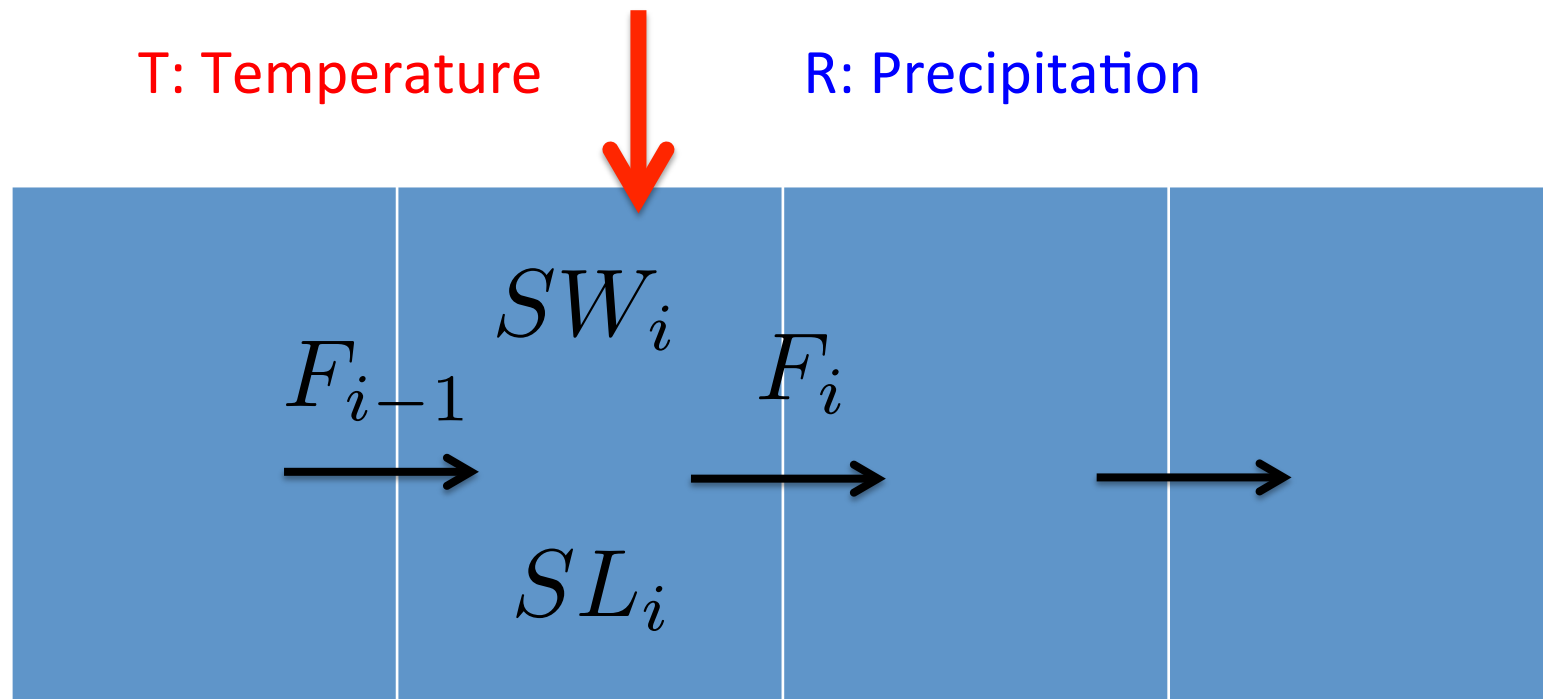 T: Temperature
R: Precipitation
SW_i
F_{i-1}
F_i
SL_i